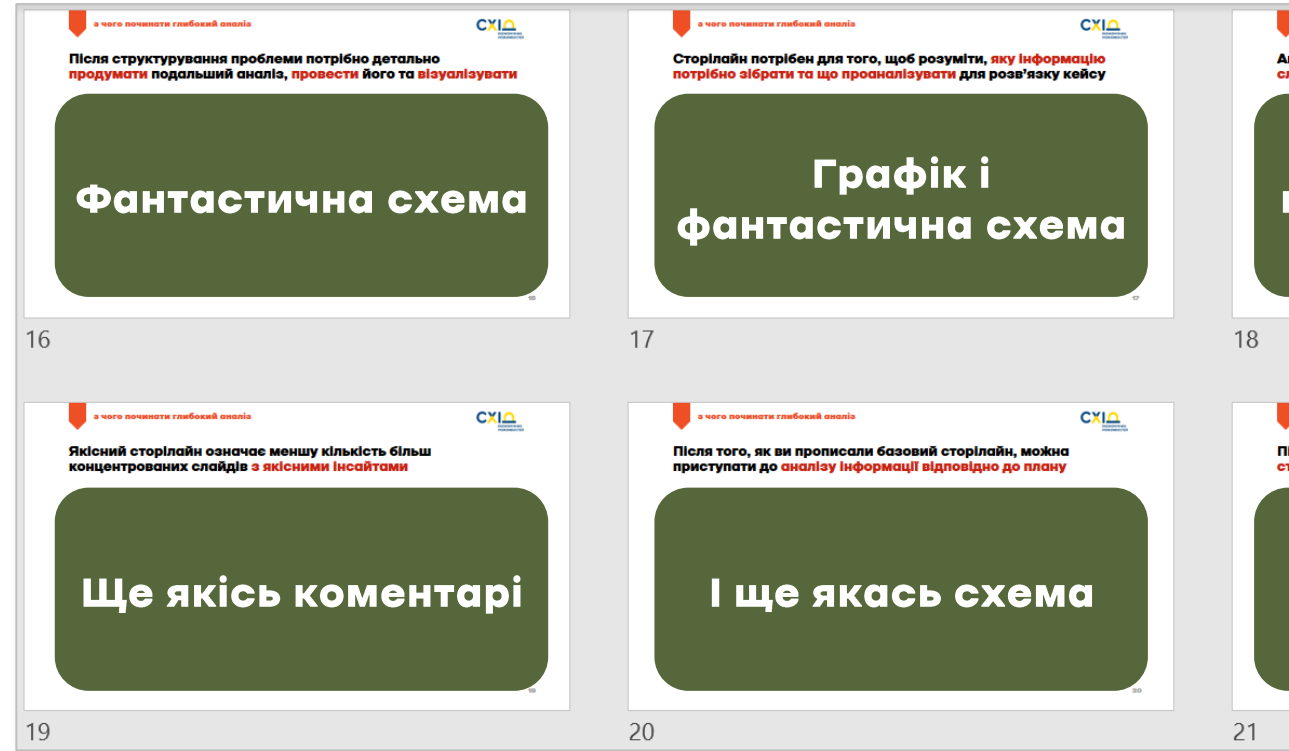 з чого починати глибокий аналіз
СХІД
Після структурування проблеми потрібно детально
продумати подальший аналіз, провести його та візуалізувати
Фантастична схема
16
16
з чого починати глибокий аналіз
СХІД
Сторілайн потрібен для того, щоб розуміти, яку інформацію
потрібно зібрати та що проаналізувати для розв’язку кейсу
Графік і
фантастична схема
17
17
18
з чого починати глибокий аналіз
СХІД
Якісний сторілайн означає меншу кількість більш
концентрованих слайдів з якісними інсайтами
Ще якісь коментарі
19
19
з чого починати глибокий аналіз
СХІД
Після того, як ви прописали базовий сторілайн, можна
приступати до аналізу інформації відповідно до плану
І ще якась схема
20
20
21